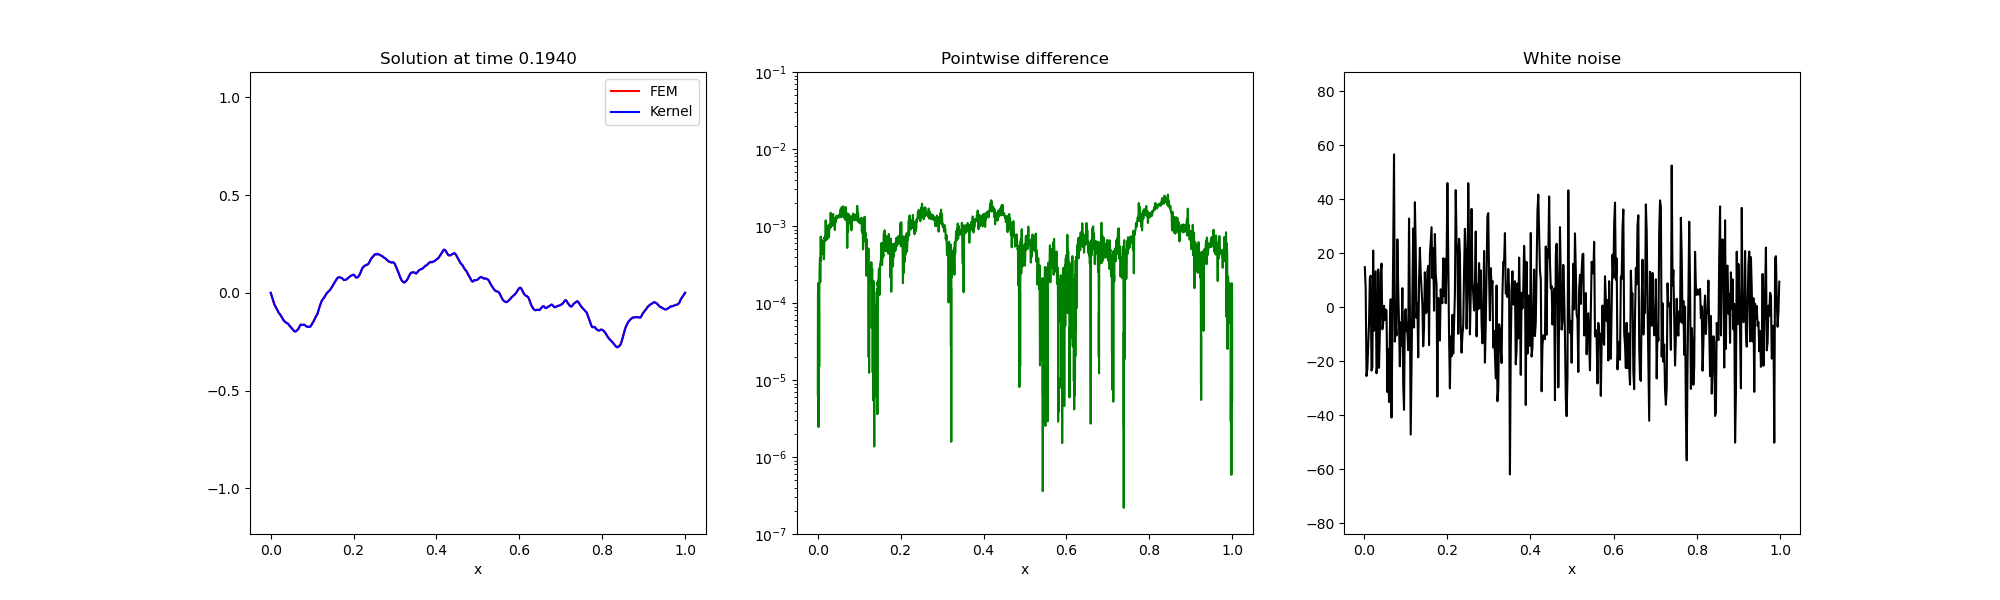 Solution at time 0.1940
1.0
0.5
0.0
−0.5
−1.0
FEM
Kernel
0.0 0.2 0.4 0.6 0.8 1.0
x
Pointwise difference
10⁻¹
10⁻²
10⁻³
10⁻⁴
10⁻⁵
10⁻⁶
10⁻⁷
0.0 0.2 0.4 0.6 0.8 1.0
x
White noise
80
60
40
20
0
−20
−40
−60
−80
0.0 0.2 0.4 0.6 0.8 1.0
x